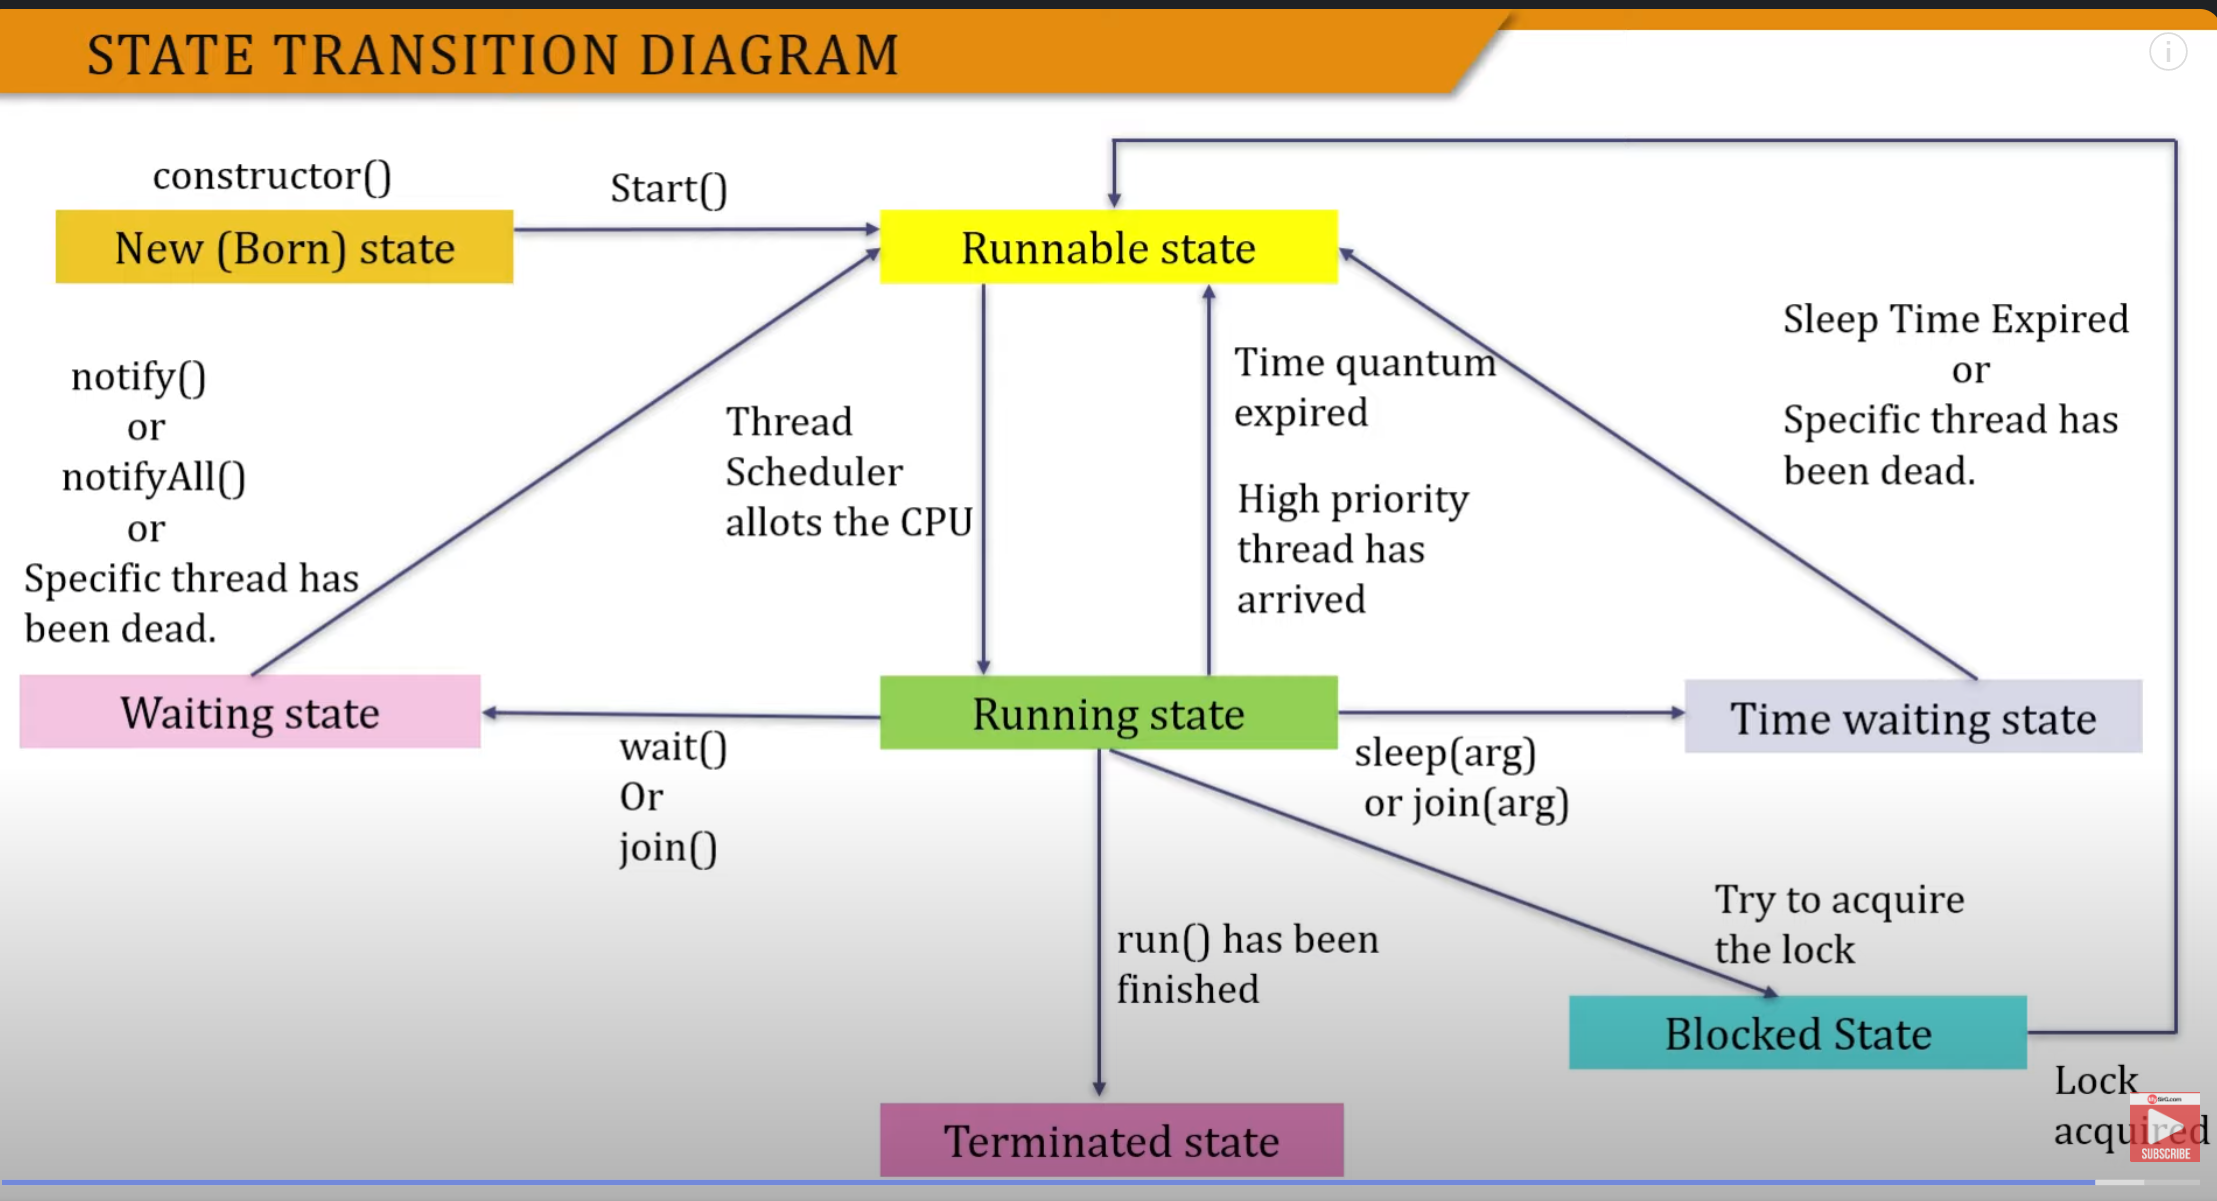 STATE TRANSITION DIAGRAM
constructor()
Start()
New (Born) state
Runnable state
notify()
or
notifyAll()
or
Specific thread has
been dead.
Thread
Scheduler
allots the CPU
Time quantum
expired
High priority
thread has
arrived
Sleep Time Expired
or
Specific thread has
been dead.
Waiting state
Running state
Time waiting state
wait()
Or
join()
sleep(arg)
or join(arg)
run() has been
finished
Try to acquire
the lock
Blocked State
Lock
acquired
Terminated state
MySirG.com
SUBSCRIBE